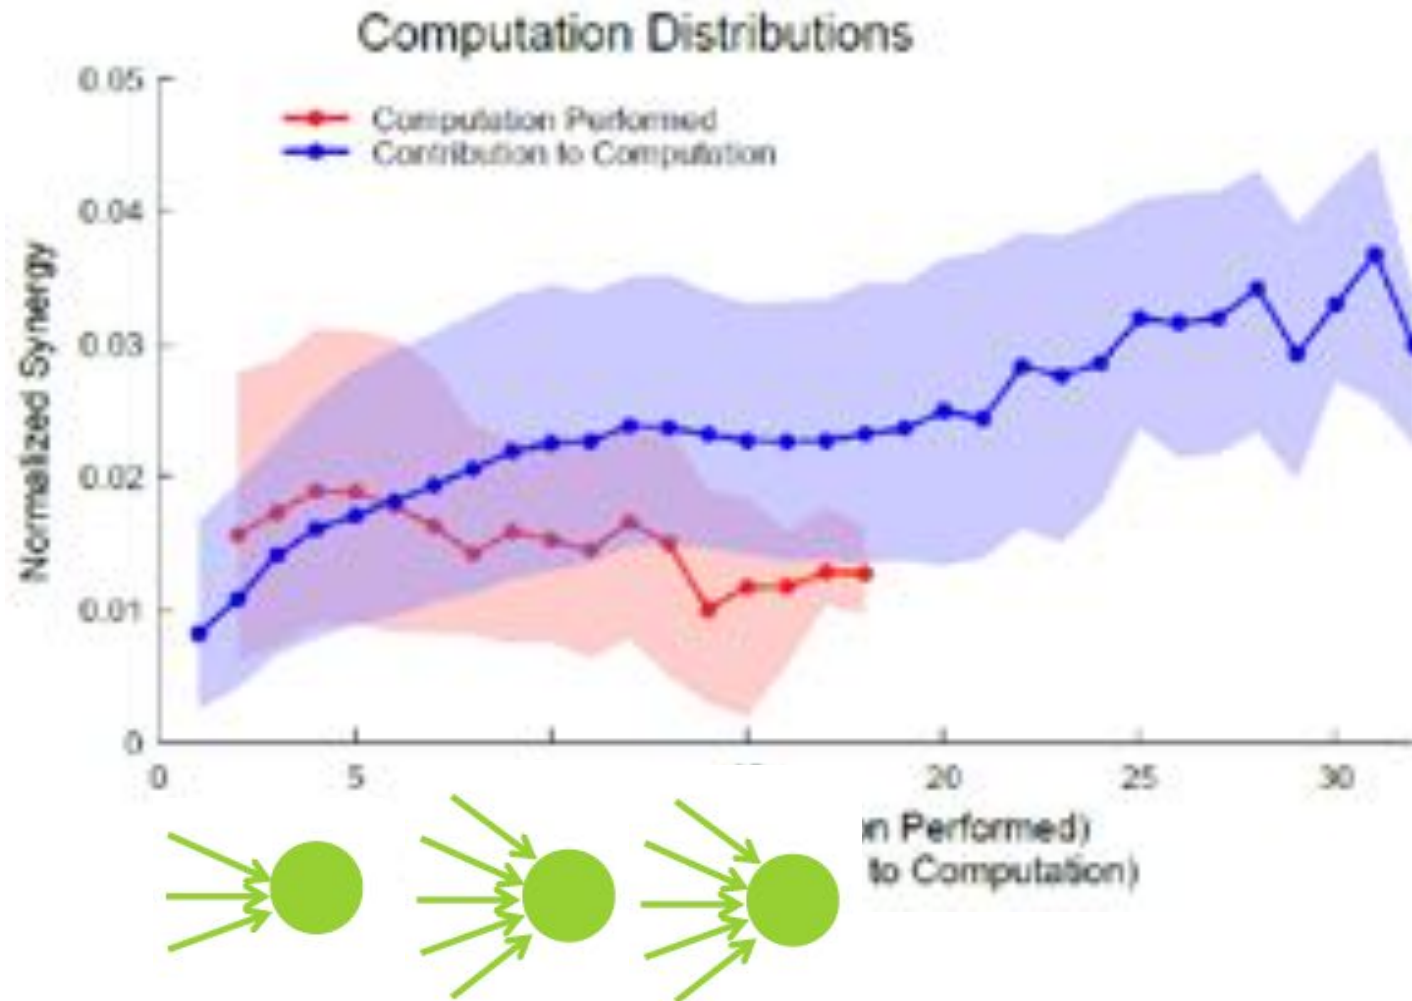 Computation Distributions
0.05
Computation Performed
Contribution to Computation
0.04
Normalized Synergy
0.03
0.02
0.01
0
0 5 20 25 30
n Performed)
to Computation)